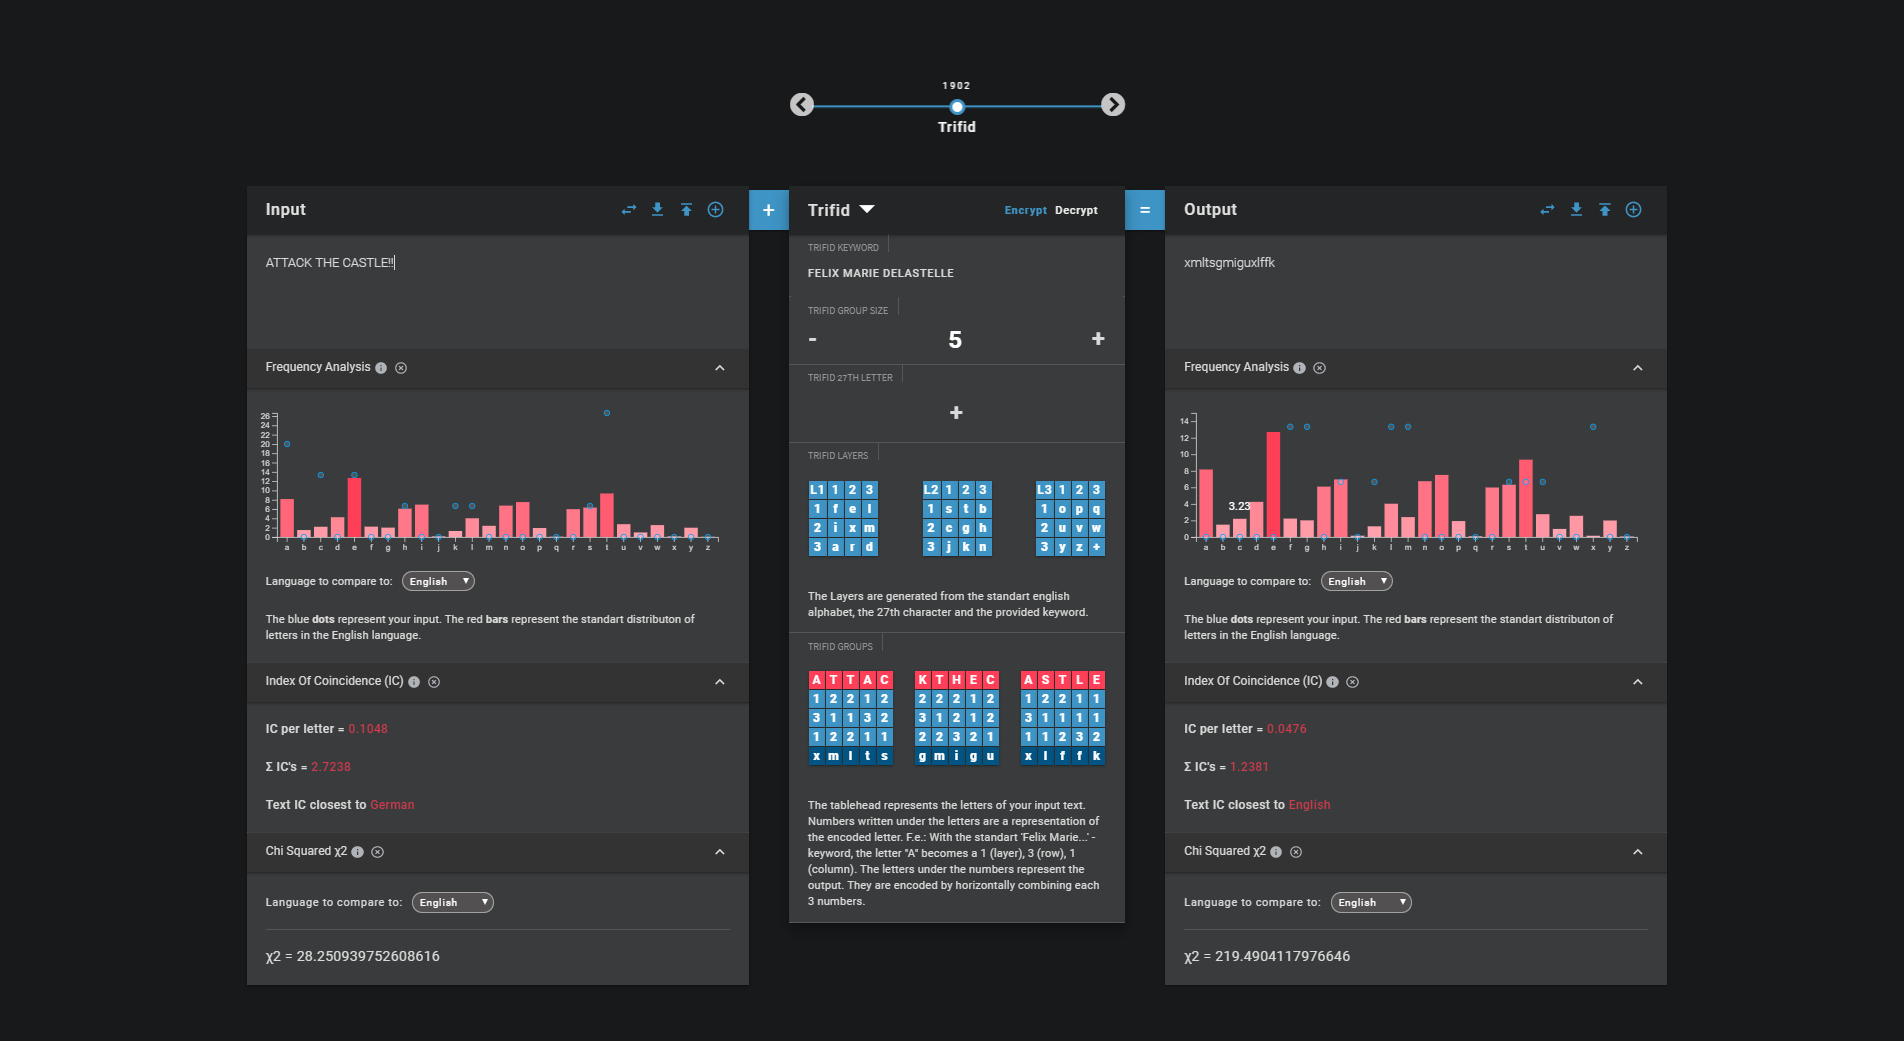 1902
Trifid
Input
ATTACK THE CASTLE!!
Frequency Analysis
26
24
22
20
18
16
14
12
10
8
6
4
2
0
a b c d e f g h i j k l m n o p q r s t u v w x y z
Language to compare to: English
The blue dots represent your input. The red bars represent the standart distributon of
letters in the English language.
Index Of Coincidence (IC)
IC per letter = 0.1048
Σ IC's = 2.7238
Text IC closest to German
Chi Squared χ2
Language to compare to: English
χ2 = 28.250939752608616
+
Trifid
Encrypt Decrypt
TRIFID KEYWORD
FELIX MARIE DELASTELLE
TRIFID GROUP SIZE
- 5 +
TRIFID 27TH LETTER
+
TRIFID LAYERS
L1 1 2 3 L2 1 2 3 L3 1 2 3
1 f e l 1 s t b 1 o p q
2 i x m 2 c g h 2 u v w
3 a r d 3 j k n 3 y z +
The Layers are generated from the standart english
alphabet, the 27th character and the provided keyword.
TRIFID GROUPS
A T T A C K T H E C A S T L E
1 2 2 1 2 2 2 2 1 2 1 2 2 1 1
3 1 1 3 2 3 1 2 1 2 3 1 1 1 1
1 2 2 1 1 2 2 3 2 1 1 1 2 3 2
x m l t s g m i g u x l f f k
The tablehead represents the letters of your input text.
Numbers written under the letters are a representation of
the encoded letter. F.e.: With the standart 'Felix Marie...' -
keyword, the letter "A" becomes a 1 (layer), 3 (row), 1
(column). The letters under the numbers represent the
output. They are encoded by horizontally combining each
3 numbers.
=
Output
xmltsgmiguxlffk
Frequency Analysis
14
12
10
8
6
4
2
0
3.23
a b c d e f g h i j k l m n o p q r s t u v w x y z
Language to compare to: English
The blue dots represent your input. The red bars represent the standart distributon of
letters in the English language.
Index Of Coincidence (IC)
IC per letter = 0.0476
Σ IC's = 1.2381
Text IC closest to English
Chi Squared χ2
Language to compare to: English
χ2 = 219.4904117976646